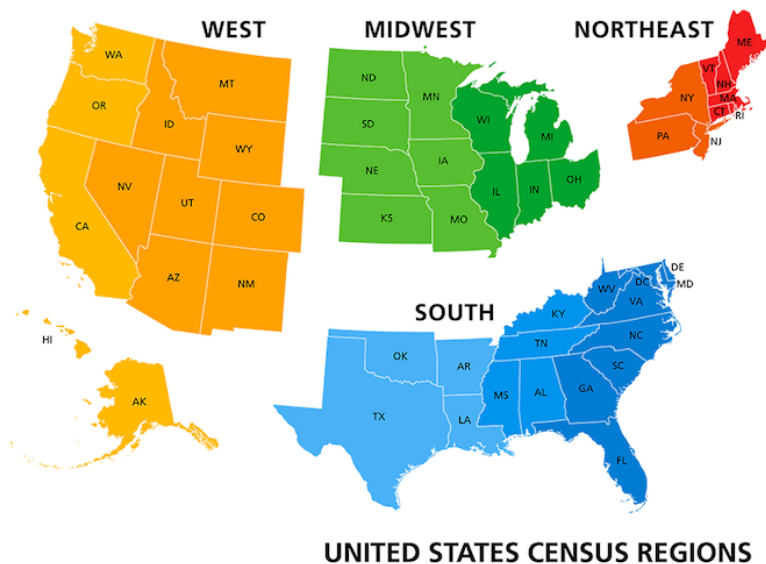 WEST
MIDWEST
NORTHEAST
WA
OR
CA
HI
AK
MT
ID
WY
NV
UT
CO
AZ
NM
ND
SD
NE
KS
MN
IA
MO
WI
MI
IL
IN
OH
ME
VT
NH
MA
CT
RI
NY
PA
NJ
SOUTH
DE
MD
DC
WV
VA
KY
TN
NC
SC
OK
AR
TX
LA
MS
AL
GA
FL
UNITED STATES CENSUS REGIONS